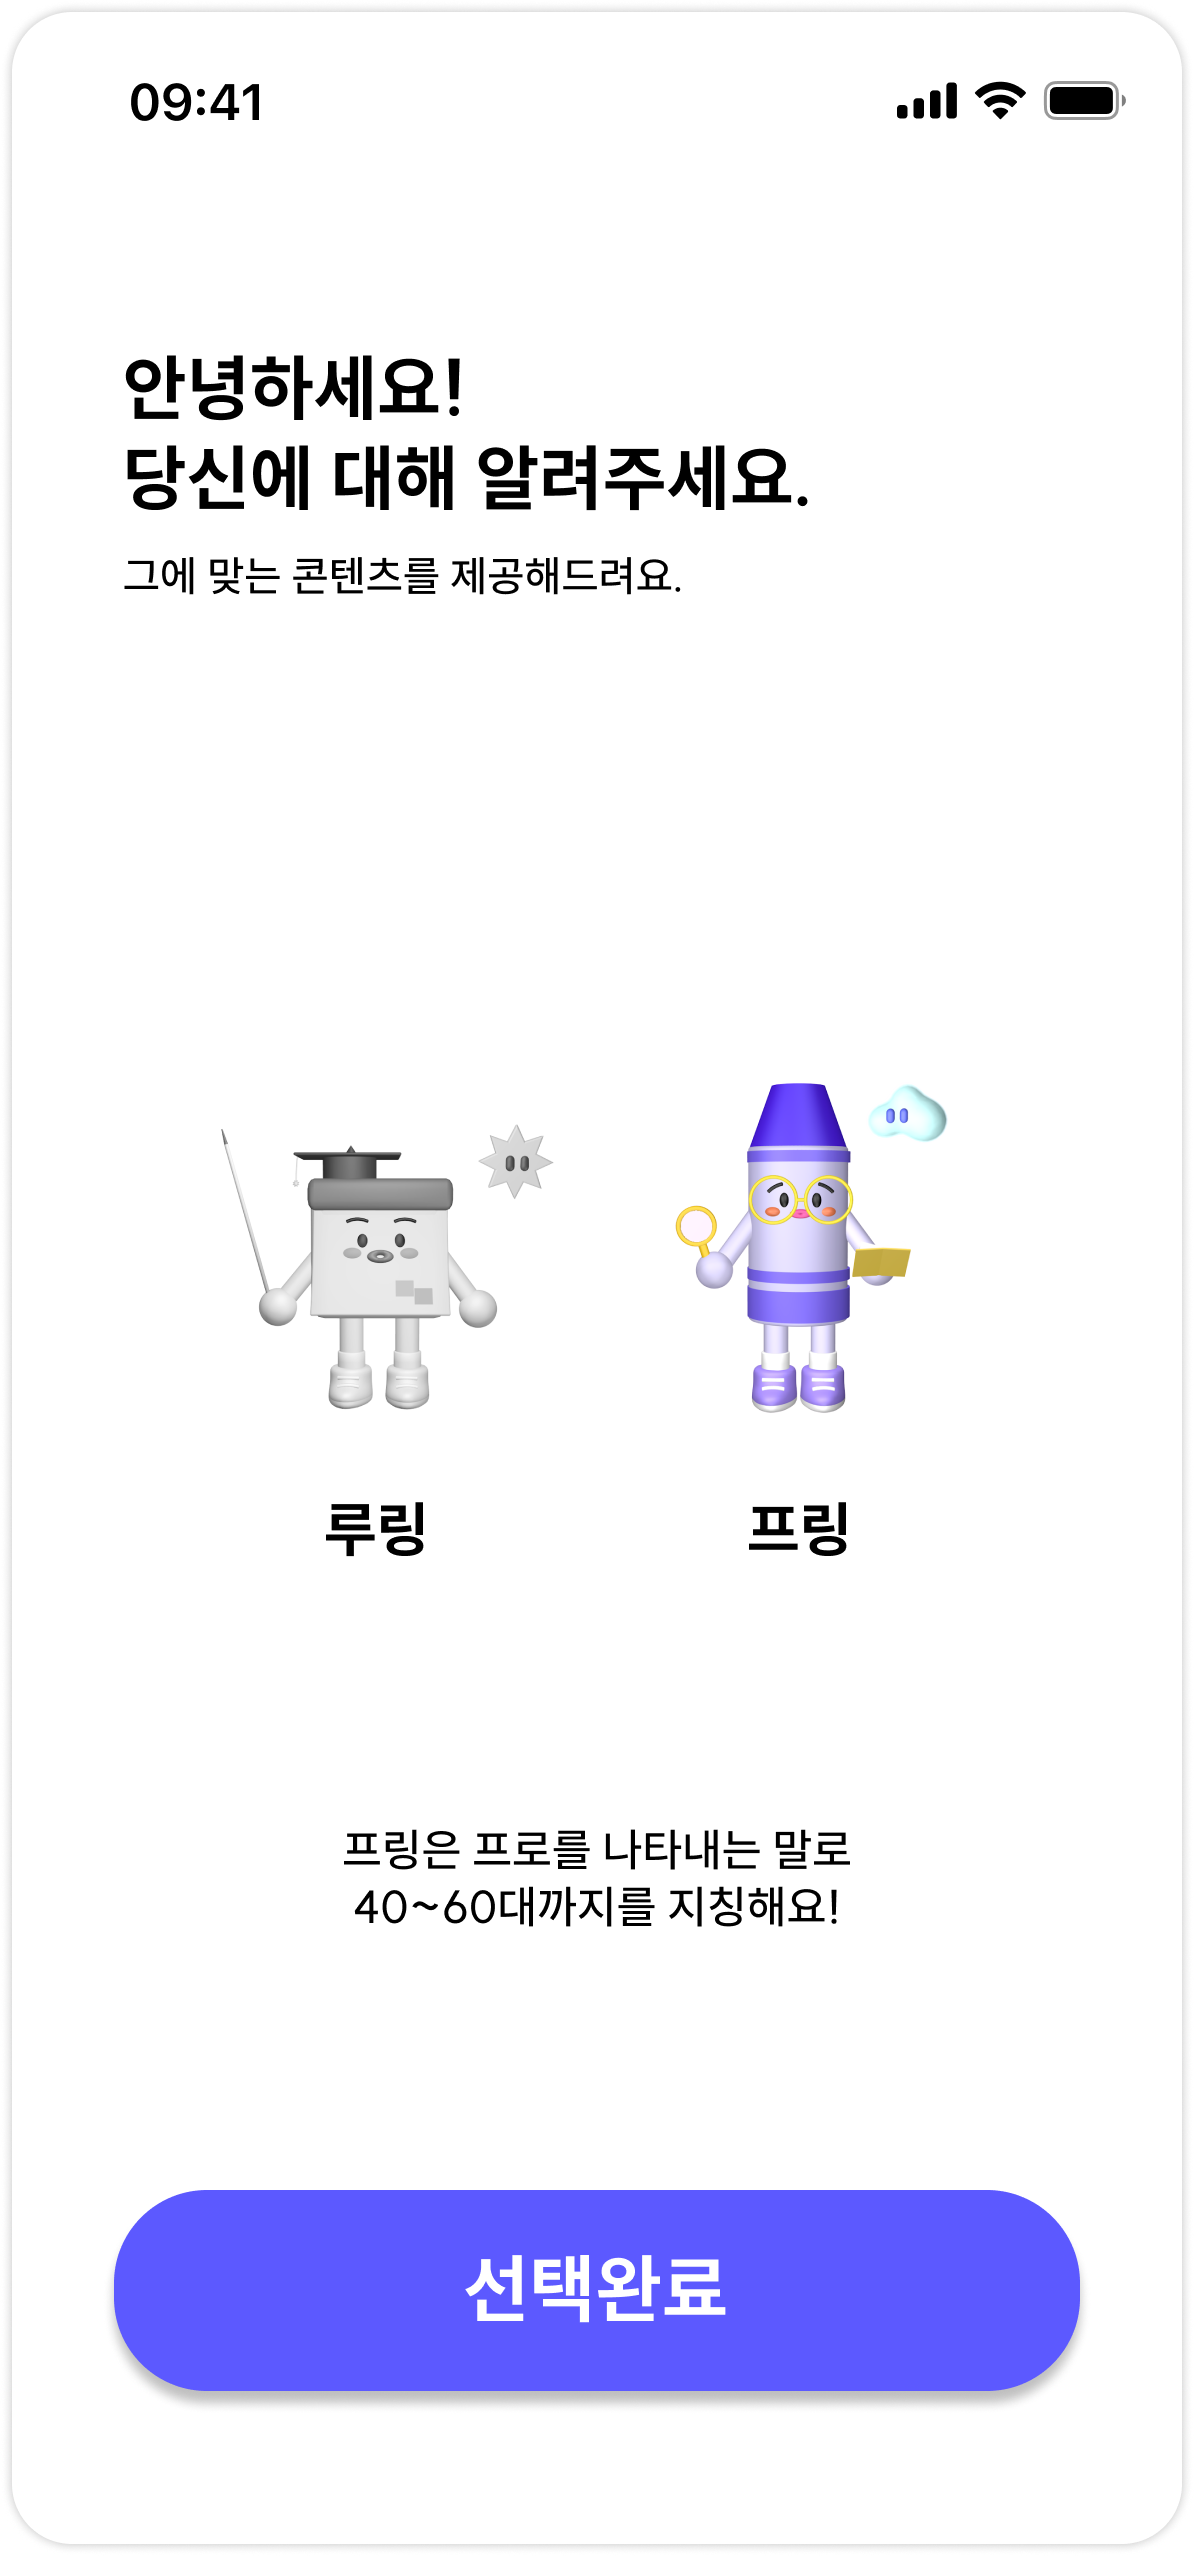 09:41
안녕하세요!
당신에 대해 알려주세요.
그에 맞는 콘텐츠를 제공해드려요.
루링
프링
프링은 프로를 나타내는 말로
40~60대까지를 지칭해요!
선택완료